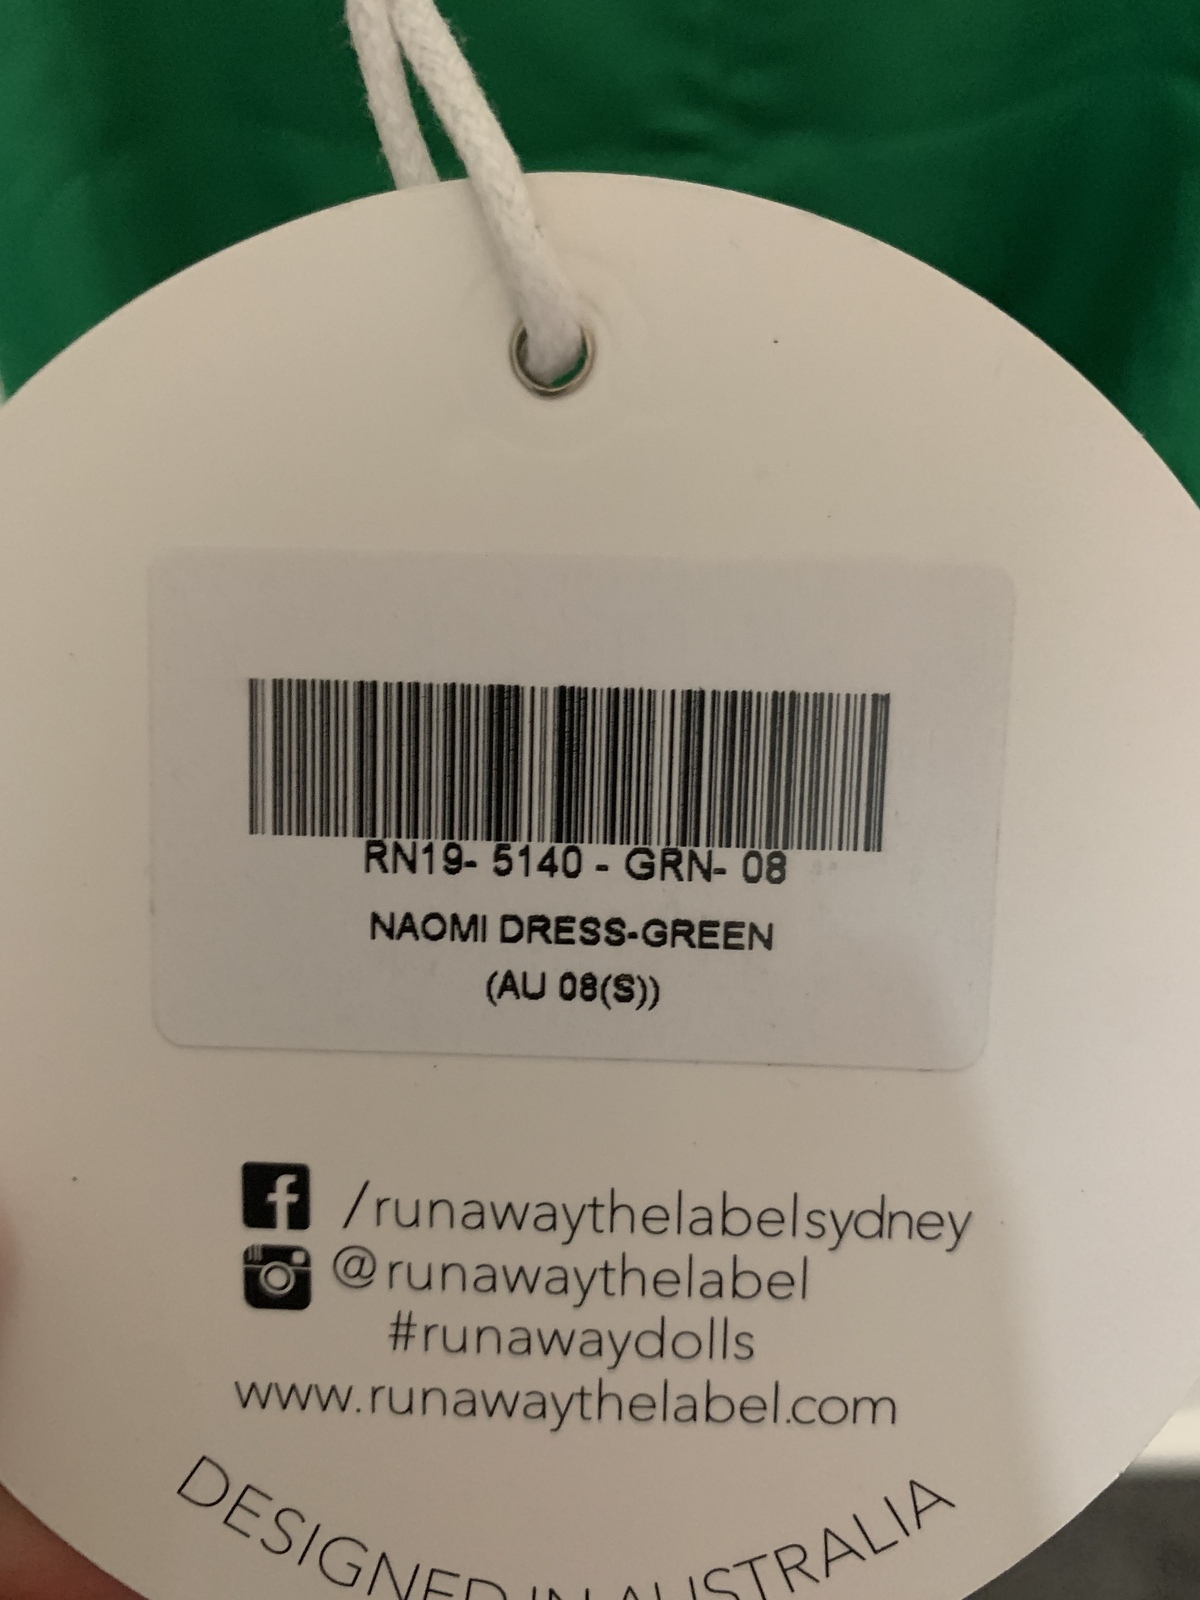 RN19- 5140 - GRN- 08
NAOMI DRESS-GREEN
(AU 08(S))
f /runawaythelabelsydney
@runawaythelabel
#runawaydolls
www.runawaythelabel.com
DESIGNED IN AUSTRALIA